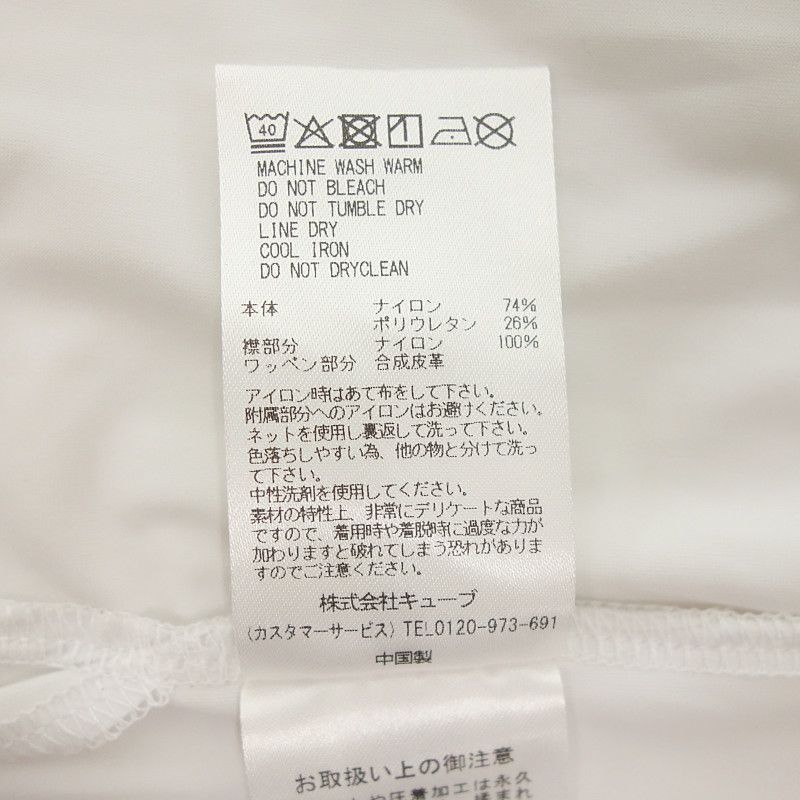 40
MACHINE WASH WARM
DO NOT BLEACH
DO NOT TUMBLE DRY
LINE DRY
COOL IRON
DO NOT DRYCLEAN
本体 ナイロン 74%
ポリウレタン 26%
襟部分 ナイロン 100%
ワッペン部分 合成皮革
アイロン時はあて布をして下さい。
附属部分へのアイロンはお避けください。
ネットを使用し裏返して洗って下さい。
色落ちしやすい為、他の物と分けて洗っ
て下さい。
中性洗剤を使用してください。
素材の特性上、非常にデリケートな商品
ですので、着用時や着脱時に過度な力が
加わりますと破れてしまう恐れがありま
すのでご注意ください。
株式会社キューブ
(カスタマーサービス) TEL0120-973-691
中国製
お取扱い上の御注意
や圧着加工は永久